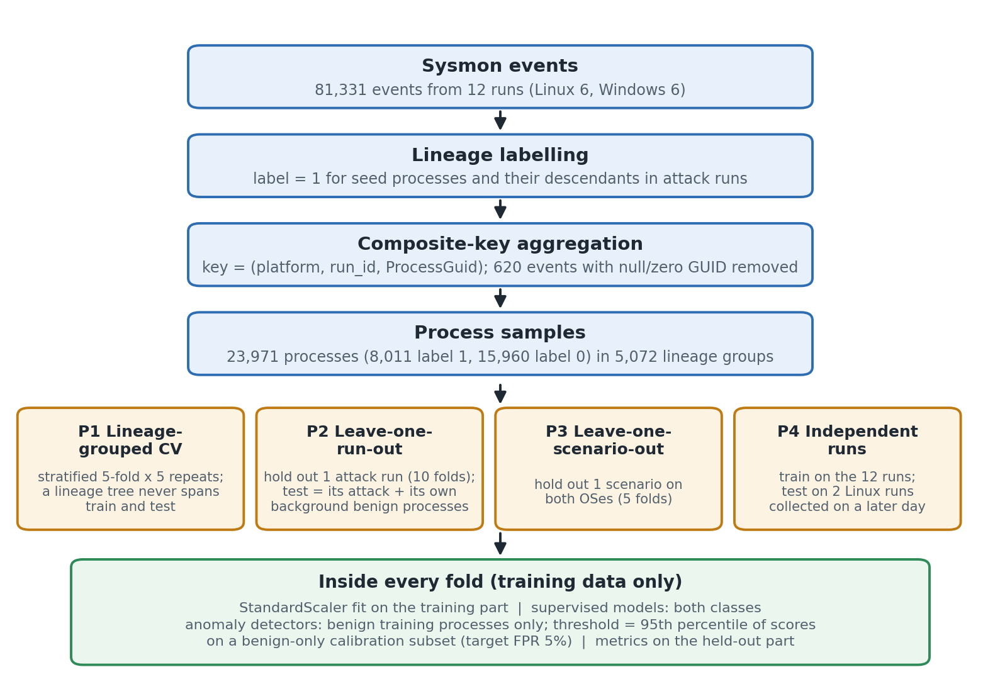 Sysmon events
81,331 events from 12 runs (Linux 6, Windows 6)
Lineage labelling
label = 1 for seed processes and their descendants in attack runs
Composite-key aggregation
key = (platform, run_id, ProcessGuid); 620 events with null/zero GUID removed
Process samples
23,971 processes (8,011 label 1, 15,960 label 0) in 5,072 lineage groups
P1 Lineage-
grouped CV
stratified 5-fold x 5 repeats;
a lineage tree never spans
train and test
P2 Leave-one-
run-out
hold out 1 attack run (10 folds);
test = its attack + its own
background benign processes
P3 Leave-one-
scenario-out
hold out 1 scenario on
both OSes (5 folds)
P4 Independent
runs
train on the 12 runs;
test on 2 Linux runs
collected on a later day
Inside every fold (training data only)
StandardScaler fit on the training part | supervised models: both classes
anomaly detectors: benign training processes only; threshold = 95th percentile of scores
on a benign-only calibration subset (target FPR 5%) | metrics on the held-out part